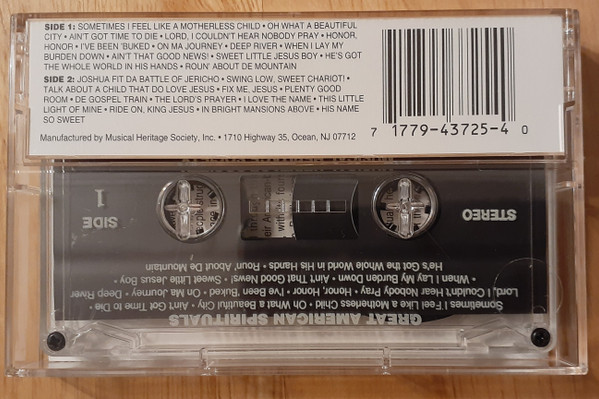 SIDE 1: SOMETIMES I FEEL LIKE A MOTHERLESS CHILD • OH WHAT A BEAUTIFUL
CITY • AIN'T GOT TIME TO DIE • LORD, I COULDN'T HEAR NOBODY PRAY • HONOR,
HONOR • I'VE BEEN 'BUKED • ON MA JOURNEY • DEEP RIVER • WHEN I LAY MY
BURDEN DOWN • AIN'T THAT GOOD NEWS! • SWEET LITTLE JESUS BOY • HE'S GOT
THE WHOLE WORLD IN HIS HANDS • ROUN' ABOUT DE MOUNTAIN
SIDE 2: JOSHUA FIT DA BATTLE OF JERICHO • SWING LOW, SWEET CHARIOT! •
TALK ABOUT A CHILD THAT DO LOVE JESUS • FIX ME, JESUS • PLENTY GOOD
ROOM • DE GOSPEL TRAIN • THE LORD'S PRAYER • I LOVE THE NAME • THIS LITTLE
LIGHT OF MINE • RIDE ON, KING JESUS • IN BRIGHT MANSIONS ABOVE • HIS NAME
SO SWEET
Manufactured by Musical Heritage Society, Inc. • 1710 Highway 35, Ocean, NJ 07712
7 71779-43725-4 0
GREAT AMERICAN SPIRITUALS
Sometimes I Feel Like a Motherless Child • Oh What a Beautiful City • Ain't Got Time to Die •
Lord, I Couldn't Hear Nobody Pray • Honor, Honor • I've Been 'Buked • On Ma Journey • Deep River
• When I Lay My Burden Down • Ain't That Good News! • Sweet Little Jesus Boy •
He's Got the Whole World in His Hands • Roun' About De Mountain
STEREO
SIDE
1